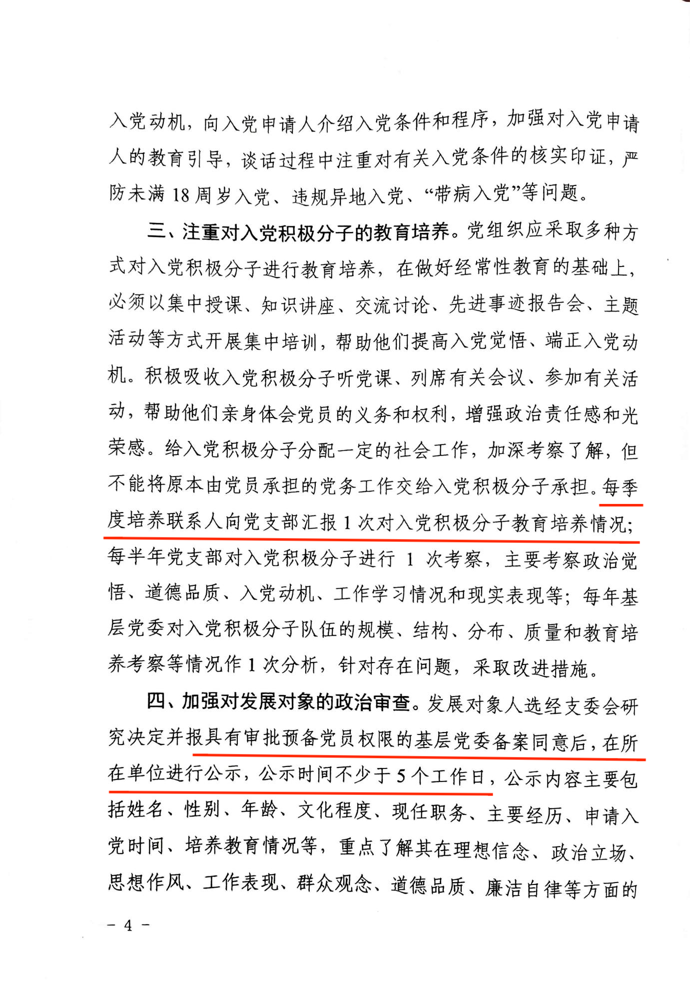 入党动机，向入党申请人介绍入党条件和程序，加强对入党申请
人的教育引导，谈话过程中注重对有关入党条件的核实印证，严
防未满 18 周岁入党、违规异地入党、“带病入党”等问题。
三、注重对入党积极分子的教育培养。党组织应采取多种方
式对入党积极分子进行教育培养，在做好经常性教育的基础上，
必须以集中授课、知识讲座、交流讨论、先进事迹报告会、主题
活动等方式开展集中培训，帮助他们提高入党觉悟、端正入党动
机。积极吸收入党积极分子听党课、列席有关会议、参加有关活
动，帮助他们亲身体会党员的义务和权利，增强政治责任感和光
荣感。给入党积极分子分配一定的社会工作，加深考察了解，但
不能将原本由党员承担的党务工作交给入党积极分子承担。每季
度培养联系人向党支部汇报 1 次对入党积极分子教育培养情况；
每半年党支部对入党积极分子进行 1 次考察，主要考察政治觉
悟、道德品质、入党动机、工作学习情况和现实表现等；每年基
层党委对入党积极分子队伍的规模、结构、分布、质量和教育培
养考察等情况作 1 次分析，针对存在问题，采取改进措施。
四、加强对发展对象的政治审查。发展对象人选经支委会研
究决定并报具有审批预备党员权限的基层党委备案同意后，在所
在单位进行公示，公示时间不少于 5 个工作日，公示内容主要包
括姓名、性别、年龄、文化程度、现任职务、主要经历、申请入
党时间、培养教育情况等，重点了解其在理想信念、政治立场、
思想作风、工作表现、群众观念、道德品质、廉洁自律等方面的
- 4 -